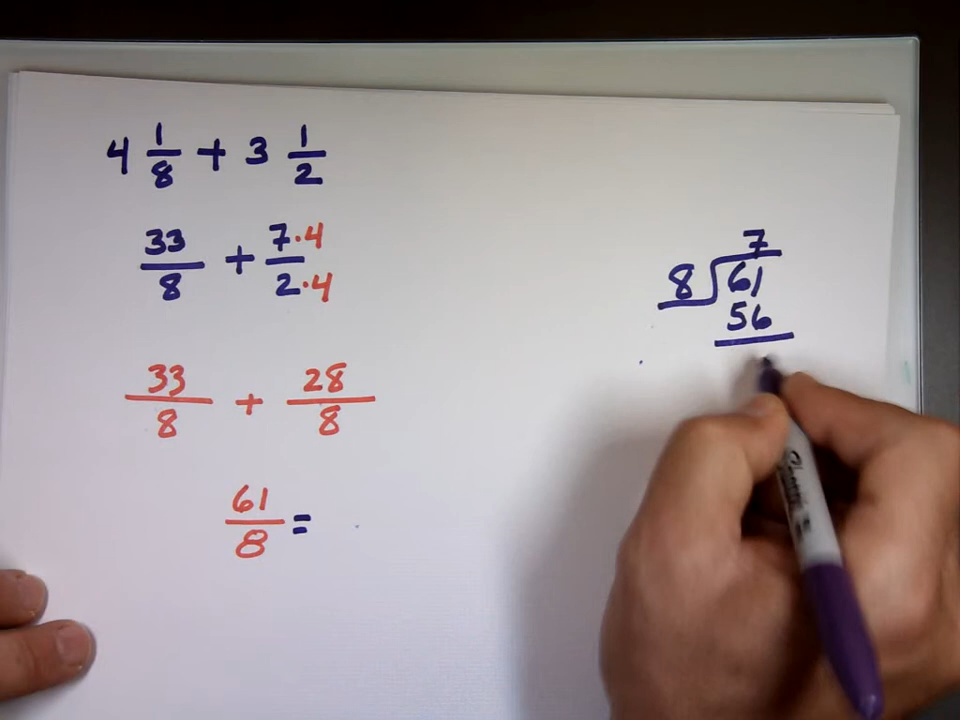 4 1/8 + 3 1/2
33/8 + 7·4/2·4
33/8 + 28/8
61/8 =
7
8 61
56
Sharpie